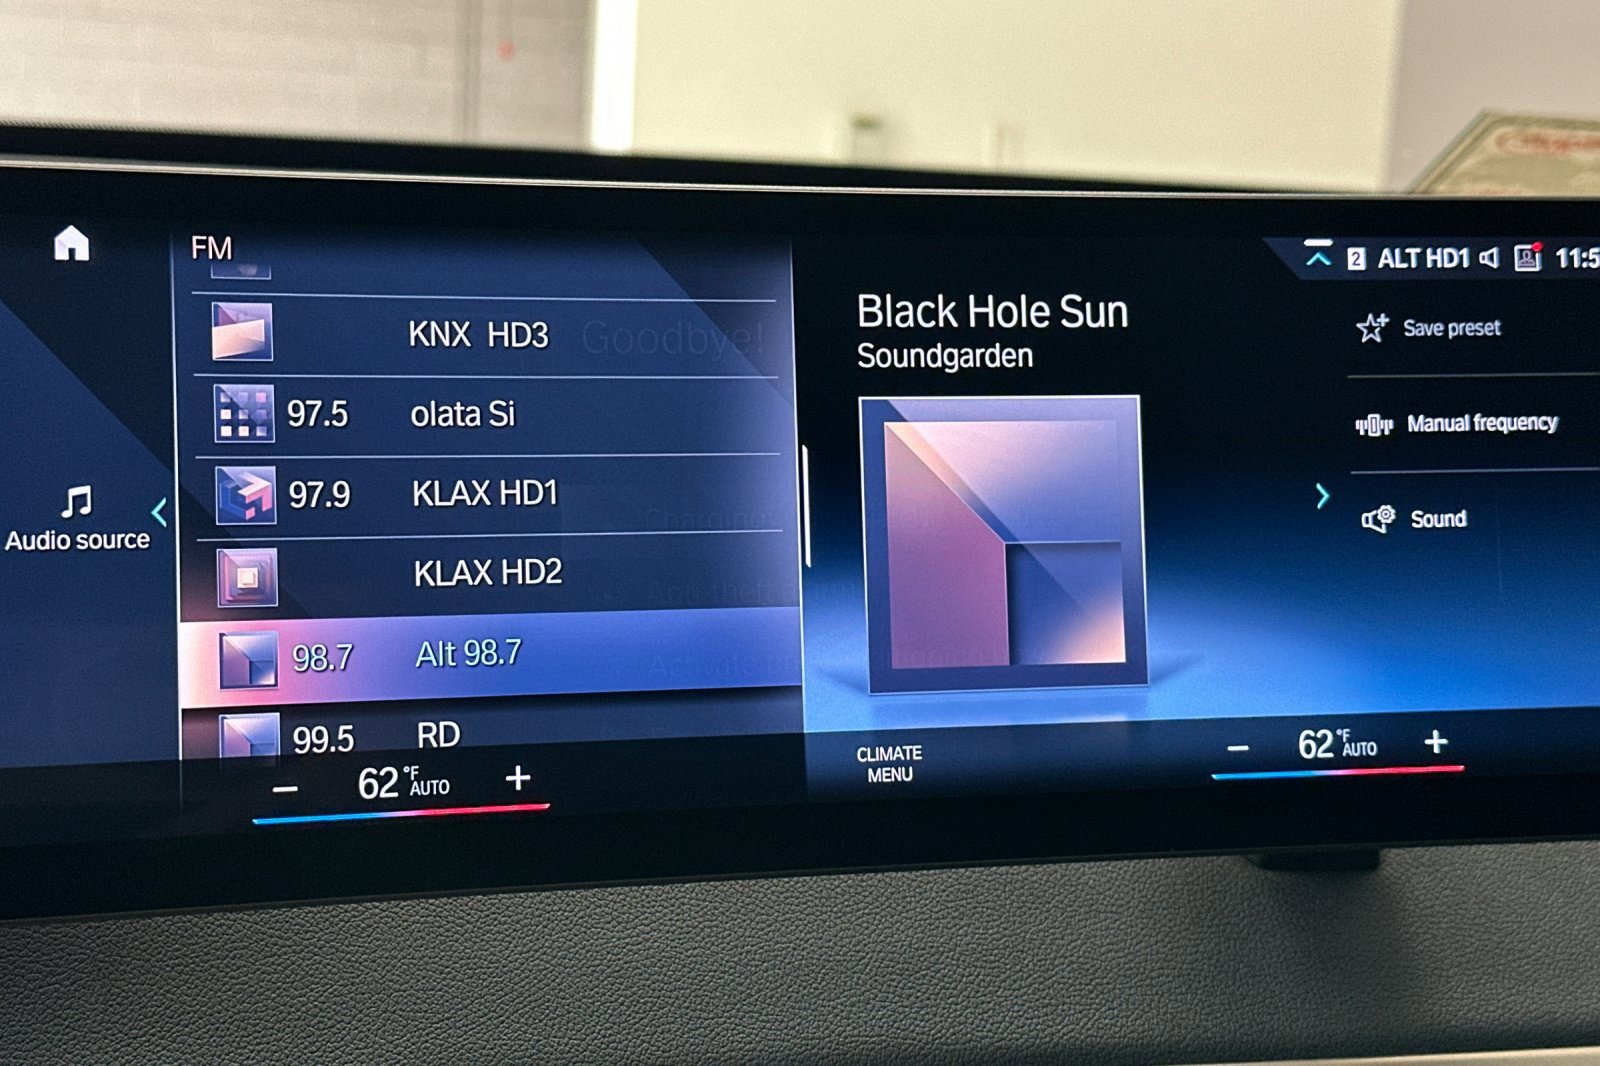 FM
KNX HD3
Goodbye!
97.5 olata Si
97.9 KLAX HD1
KLAX HD2
98.7 Alt 98.7
99.5 RD
Audio source
Black Hole Sun
Soundgarden
2 ALT HD1 11:5
Save preset
Manual frequency
Sound
− 62 °F AUTO +
CLIMATE
MENU
− 62 °F AUTO +